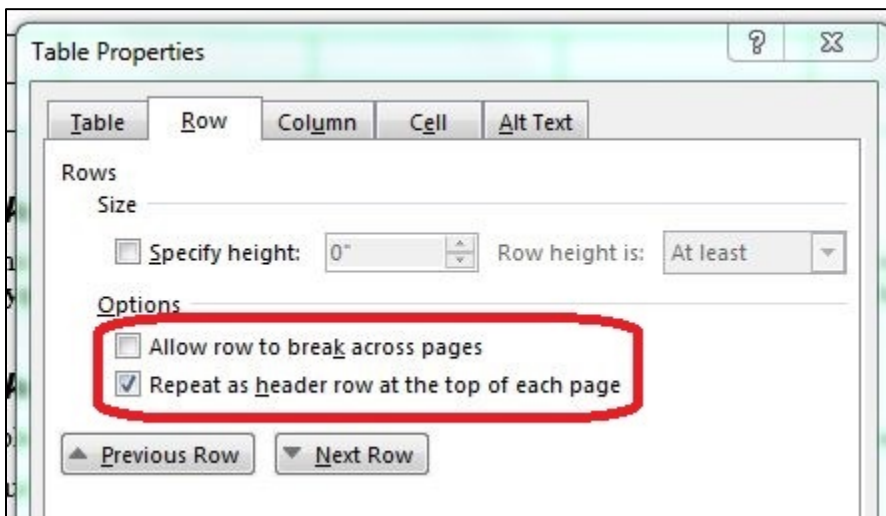 Table Properties
Table Row Column Cell Alt Text
Rows
Size
Specify height: 0" Row height is: At least
Options
Allow row to break across pages
Repeat as header row at the top of each page
Previous Row Next Row